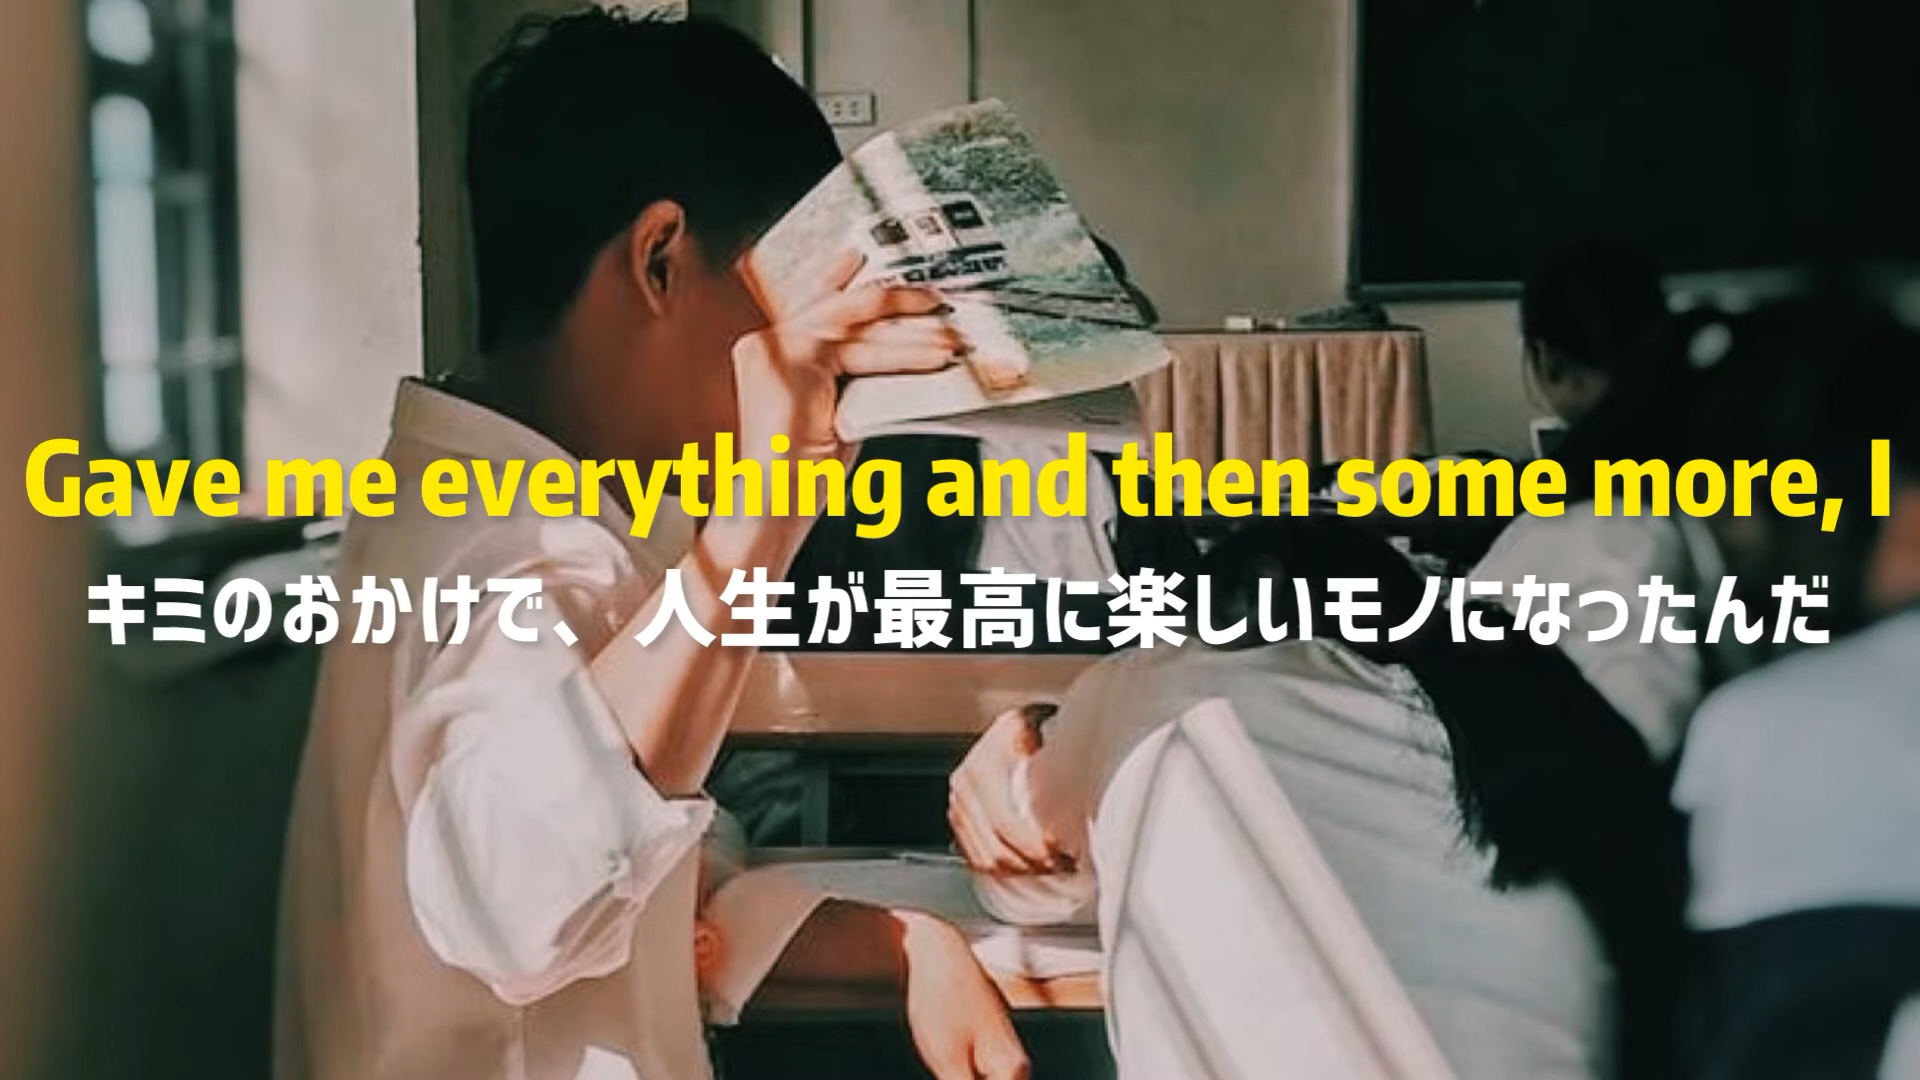 Gave me everything and then some more, I
キミのおかけで、人生が最高に楽しいモノになったんだ